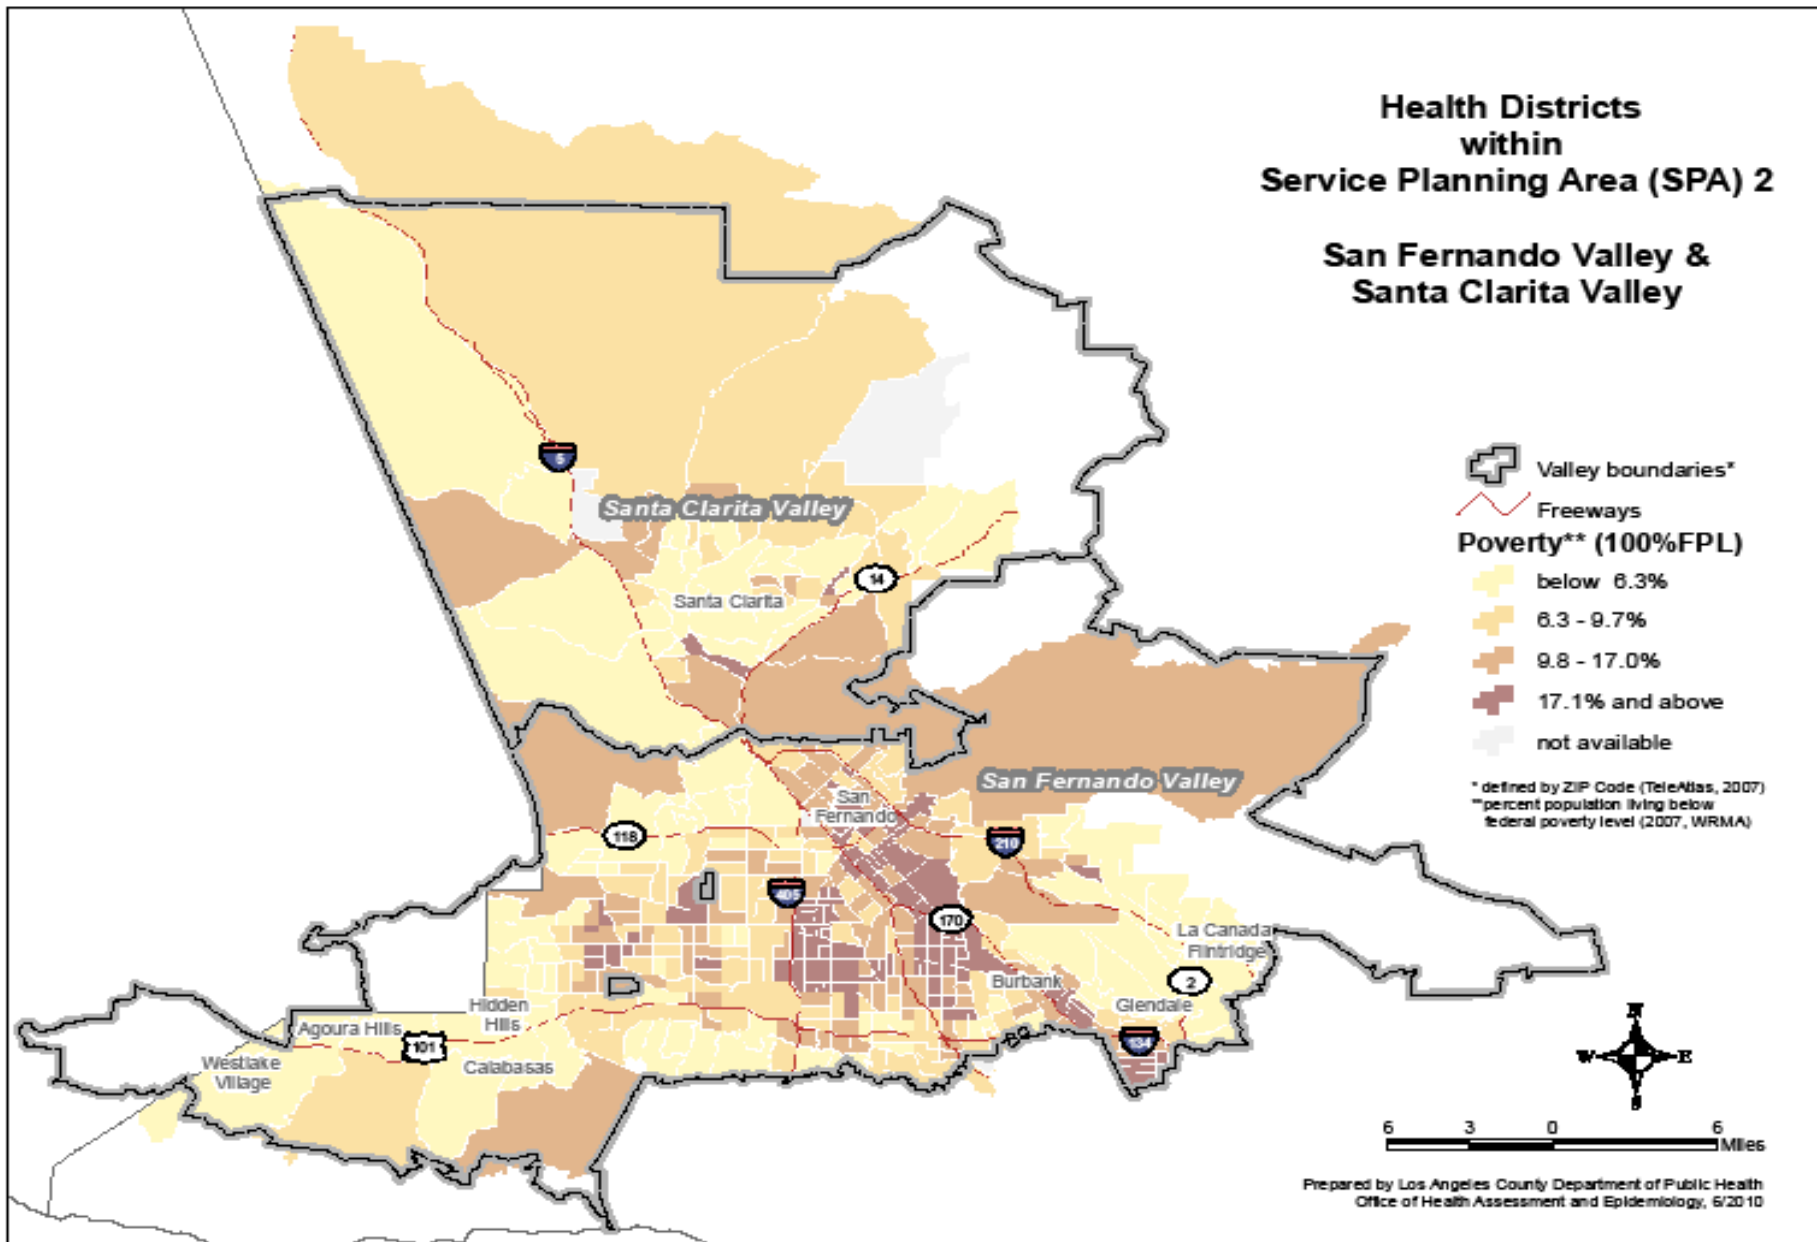 Health Districts
within
Service Planning Area (SPA) 2
San Fernando Valley &
Santa Clarita Valley
5
Santa Clarita Valley
14
Santa Clarita
Valley boundaries*
Freeways
Poverty** (100%FPL)
below 6.3%
6.3 - 9.7%
9.8 - 17.0%
17.1% and above
not available
* defined by ZIP Code (TeleAtlas, 2007)
**percent population living below
federal poverty level (2007, WRMA)
San Fernando Valley
San
Fernando
118
210
405
170
La Canada
Flintridge
2
Burbank
Glendale
134
Hidden
Hills
Agoura Hills
101
Westlake
Village
Calabasas
N
W E
S
6 3 0 6
Miles
Prepared by Los Angeles County Department of Public Health
Office of Health Assessment and Epidemiology, 6/2010